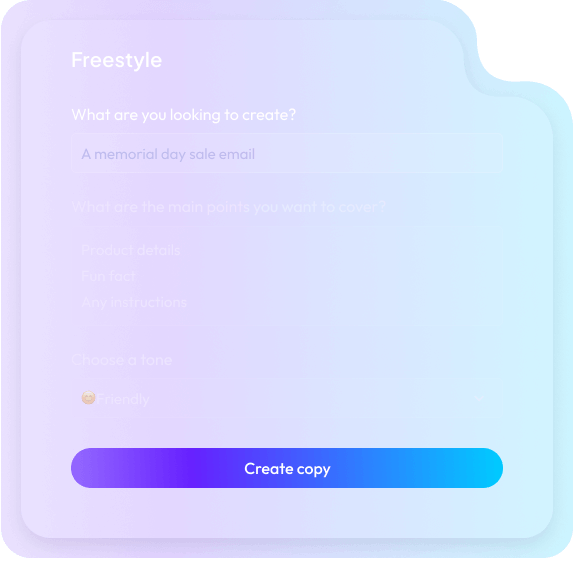 Freestyle
What are you looking to create?
A memorial day sale email
What are the main points you want to cover?
Product details
Fun fact
Any instructions
Choose a tone
Friendly
Create copy